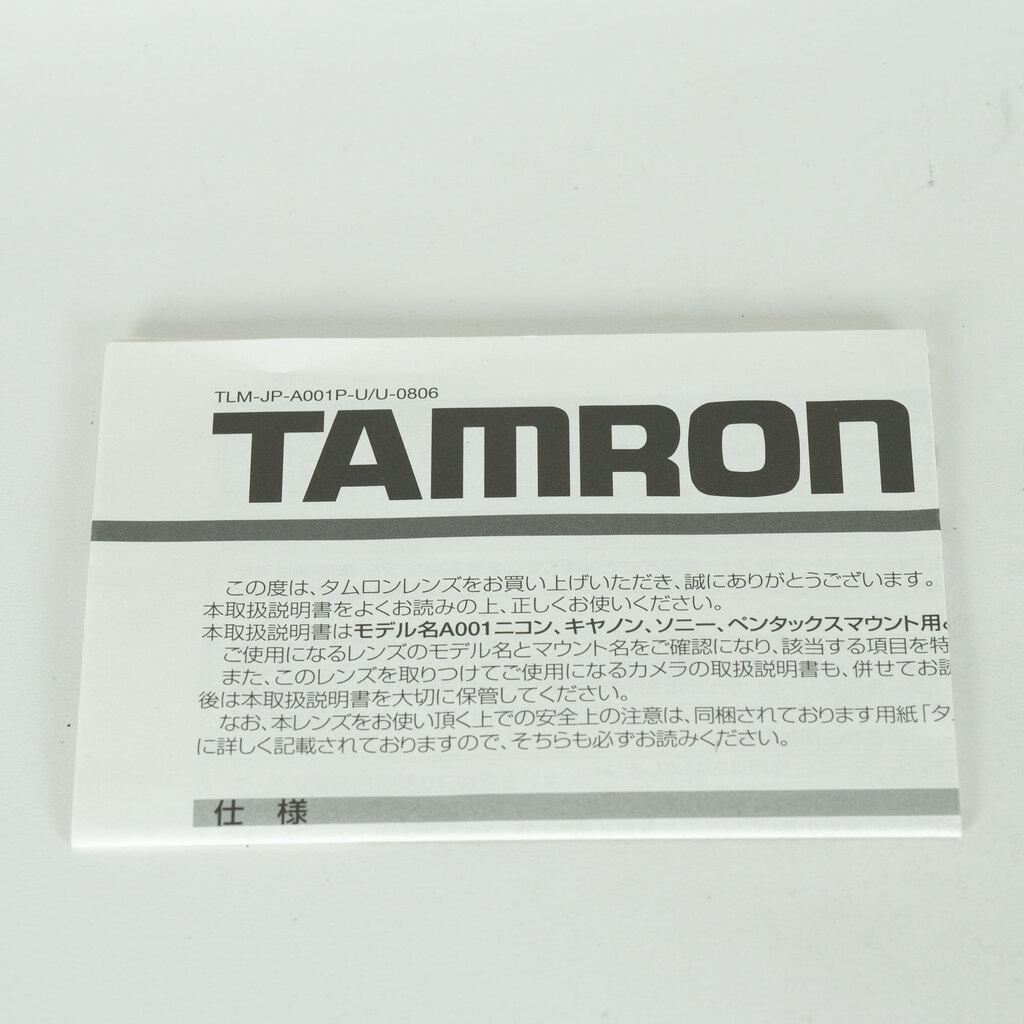 TLM-JP-A001P-U/U-0806
TAMRON
この度は、タムロンレンズをお買い上げいただき、誠にありがとうございます。
本取扱説明書をよくお読みの上、正しくお使いください。
本取扱説明書はモデル名A001ニコン、キヤノン、ソニー、ペンタックスマウント用
ご使用になるレンズのモデル名とマウント名をご確認になり、該当する項目を特
また、このレンズを取りつけてご使用になるカメラの取扱説明書も、併せてお読
後は本取扱説明書を大切に保管してください。
なお、本レンズをお使い頂く上での安全上の注意は、同梱されております用紙「タ
に詳しく記載されておりますので、そちらも必ずお読みください。
仕 様